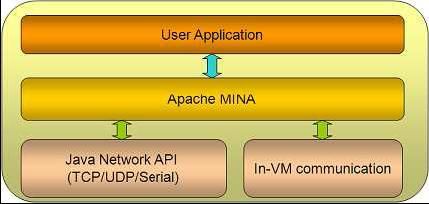 User Application
Apache MINA
Java Network API
(TCP/UDP/Serial)
In-VM communication